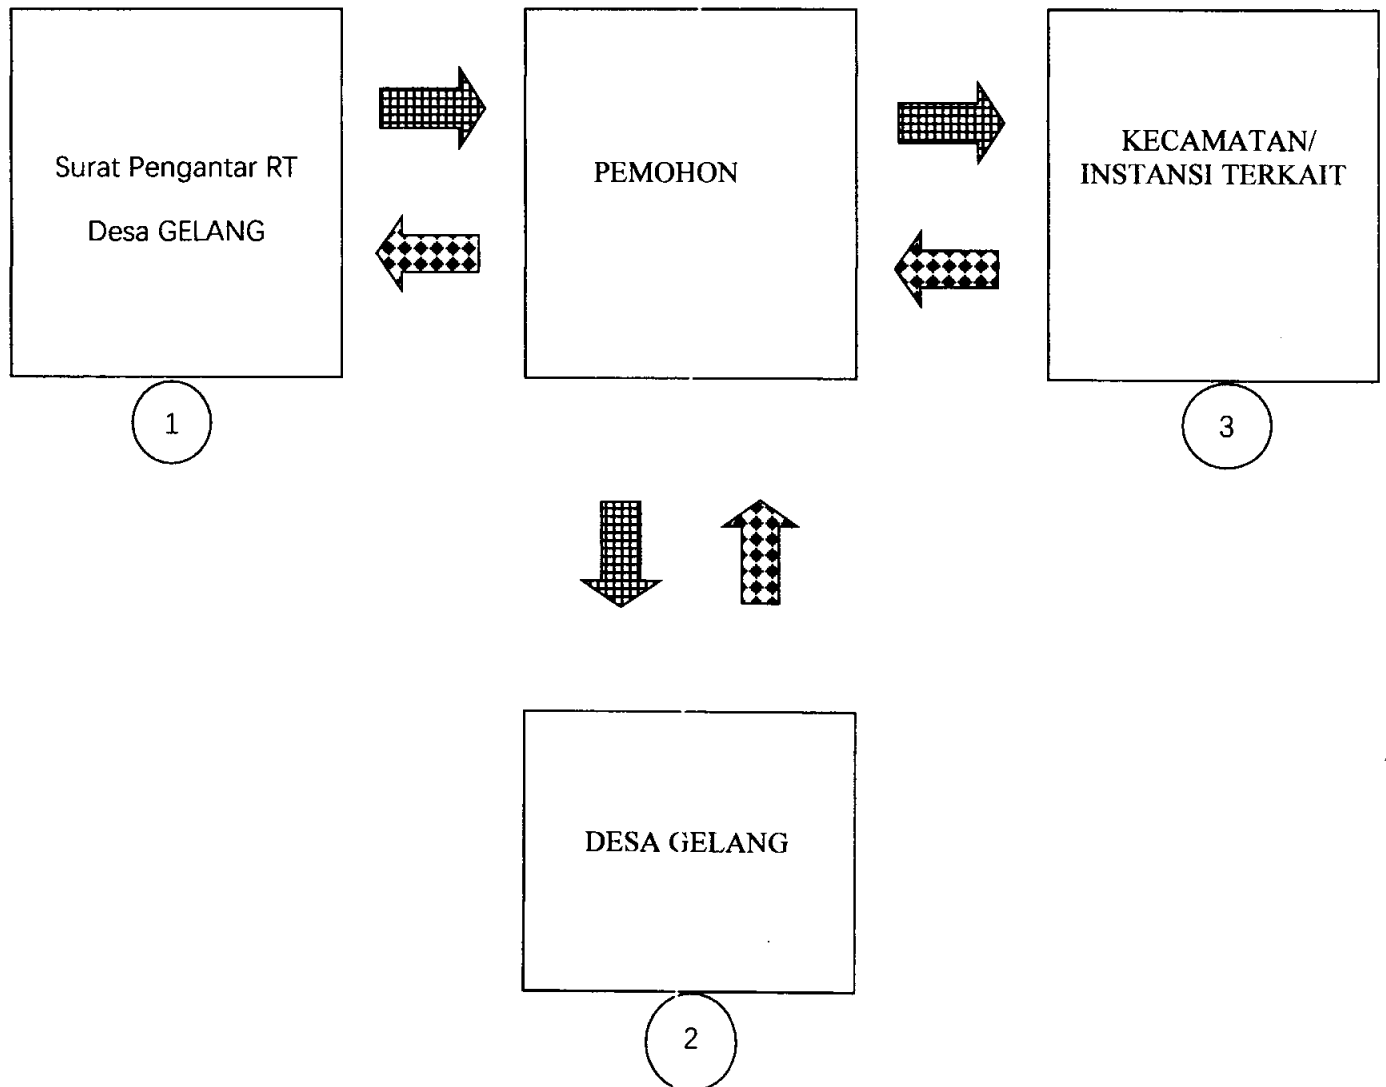 Surat Pengantar RT
Desa GELANG
1
PEMOHON
KECAMATAN/
INSTANSI TERKAIT
3
DESA GELANG
2